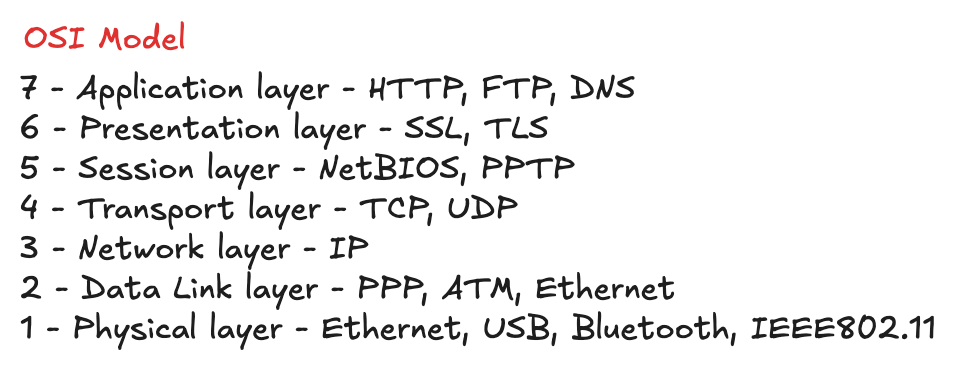 OSI Model
7 - Application layer - HTTP, FTP, DNS
6 - Presentation layer - SSL, TLS
5 - Session layer - NetBIOS, PPTP
4 - Transport layer - TCP, UDP
3 - Network layer - IP
2 - Data Link layer - PPP, ATM, Ethernet
1 - Physical layer - Ethernet, USB, Bluetooth, IEEE802.11